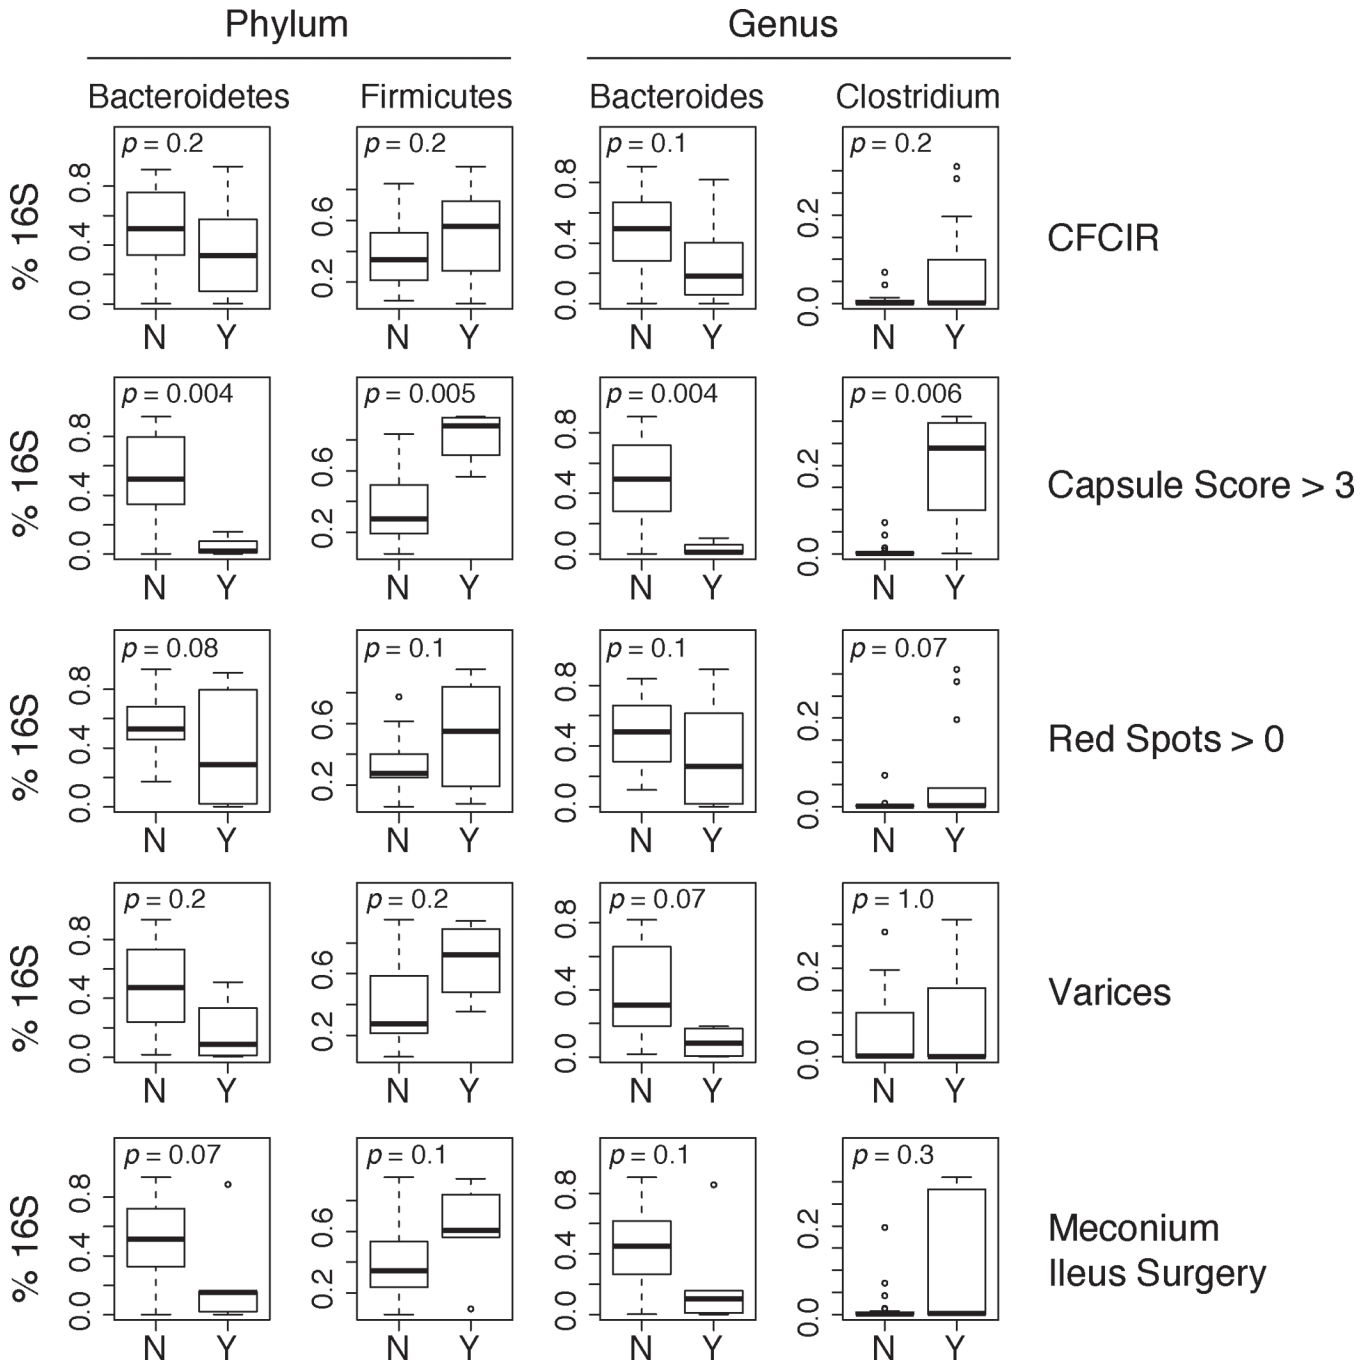 Phylum Genus
Bacteroidetes Firmicutes Bacteroides Clostridium
% 16S 0.0 0.4 0.8 p = 0.2 N Y 0.2 0.6 p = 0.2 N Y 0.0 0.4 0.8 p = 0.1 N Y 0.0 0.2 p = 0.2 N Y CFCIR
% 16S 0.0 0.4 0.8 p = 0.004 N Y 0.2 0.6 p = 0.005 N Y 0.0 0.4 0.8 p = 0.004 N Y 0.0 0.2 p = 0.006 N Y Capsule Score > 3
% 16S 0.0 0.4 0.8 p = 0.08 N Y 0.2 0.6 p = 0.1 N Y 0.0 0.4 0.8 p = 0.1 N Y 0.0 0.2 p = 0.07 N Y Red Spots > 0
% 16S 0.0 0.4 0.8 p = 0.2 N Y 0.2 0.6 p = 0.2 N Y 0.0 0.4 0.8 p = 0.07 N Y 0.0 0.2 p = 1.0 N Y Varices
% 16S 0.0 0.4 0.8 p = 0.07 N Y 0.2 0.6 p = 0.1 N Y 0.0 0.4 0.8 p = 0.1 N Y 0.0 0.2 p = 0.3 N Y Meconium
Ileus Surgery